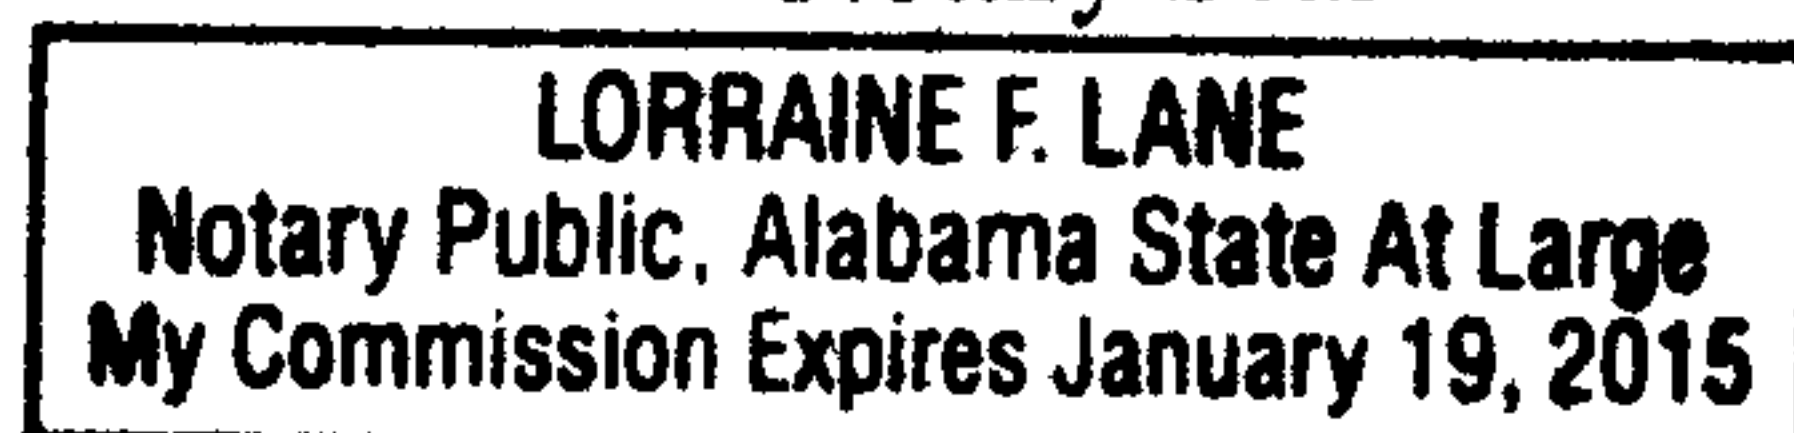 LORRAINE F. LANE
Notary Public, Alabama State At Large
My Commission Expires January 19, 2015